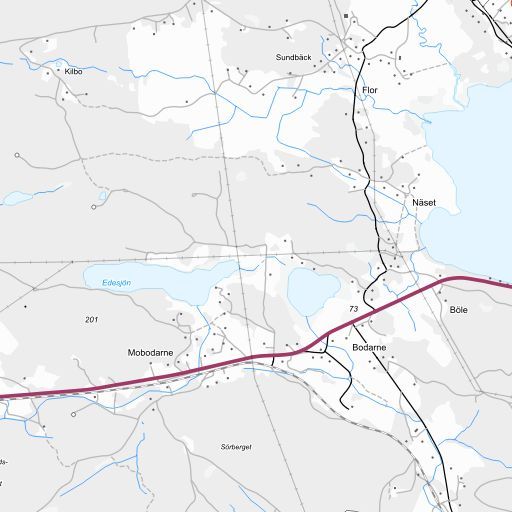 Sundbäck
Kilbo
Flor
Näset
Edesjön
73
Böle
201
Mobodarne
Bodarne
Sörberget